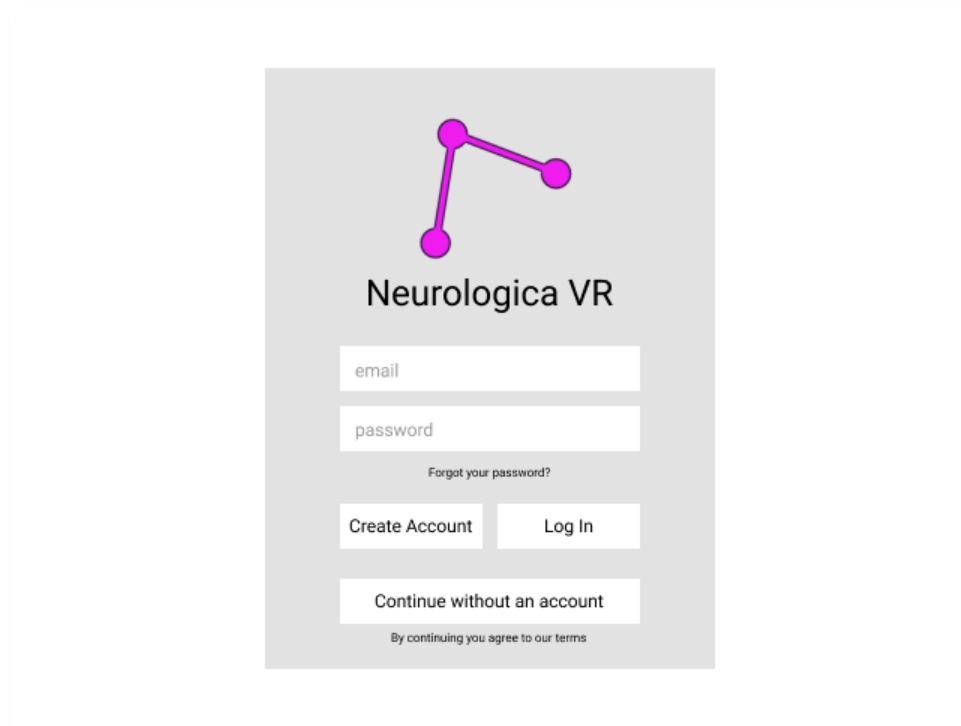 Neurologica VR
email
password
Forgot your password?
Create Account
Log In
Continue without an account
By continuing you agree to our terms